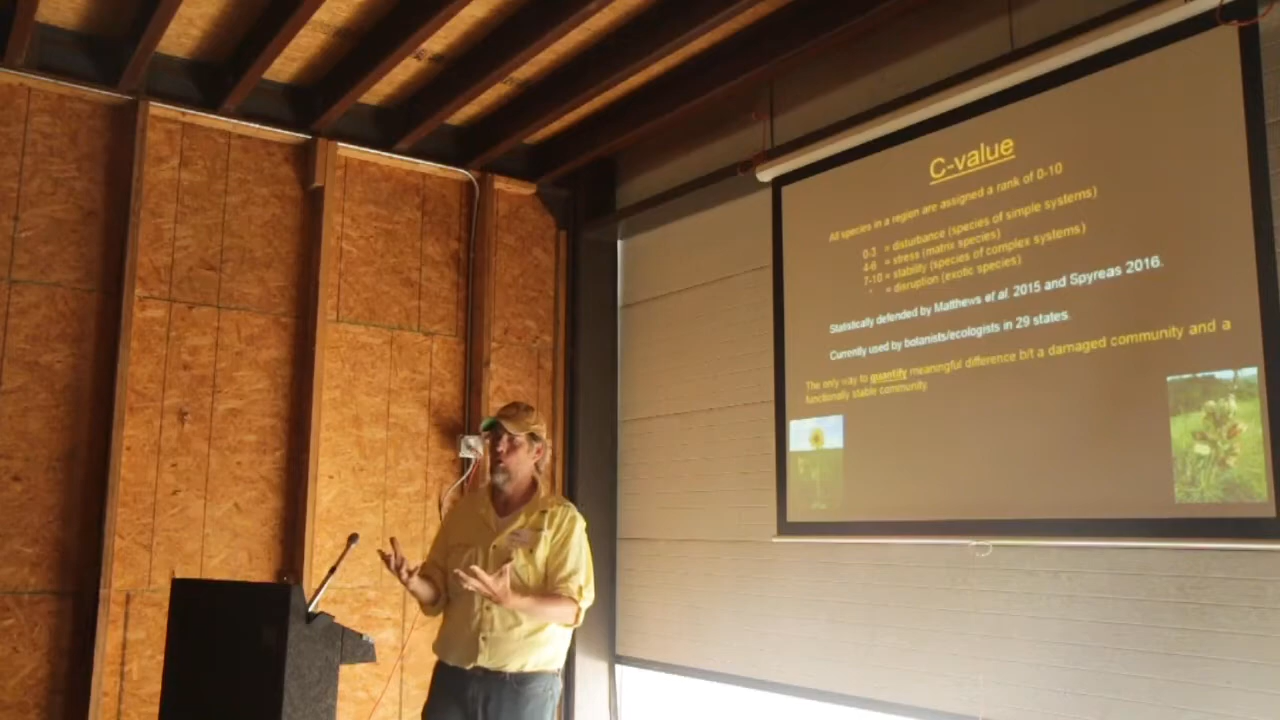 C-value
All species in a region are assigned a rank of 0-10
0-3 = disturbance (species of simple systems)
4-6 = stress (matrix species)
7-10 = stability (species of complex systems)
* = disruption (exotic species)
Statistically defended by Matthews et al. 2015 and Spyreas 2016.
Currently used by botanists/ecologists in 29 states.
The only way to quantify meaningful difference b/t a damaged community and a
functionally stable community.